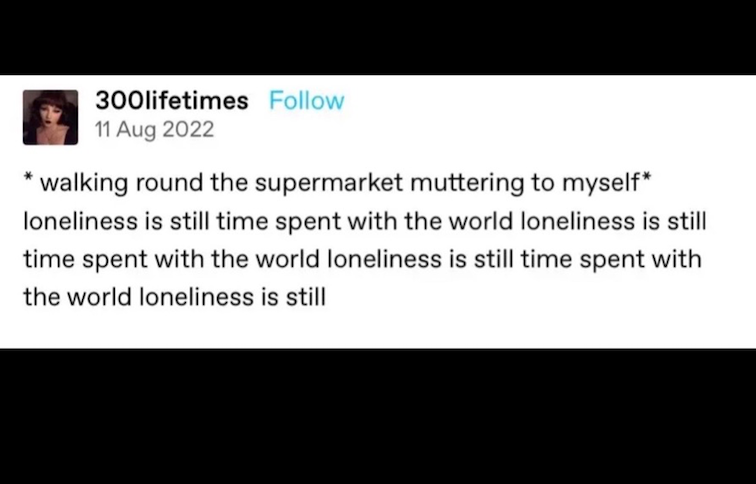 300lifetimes Follow
11 Aug 2022
* walking round the supermarket muttering to myself*
loneliness is still time spent with the world loneliness is still
time spent with the world loneliness is still time spent with
the world loneliness is still